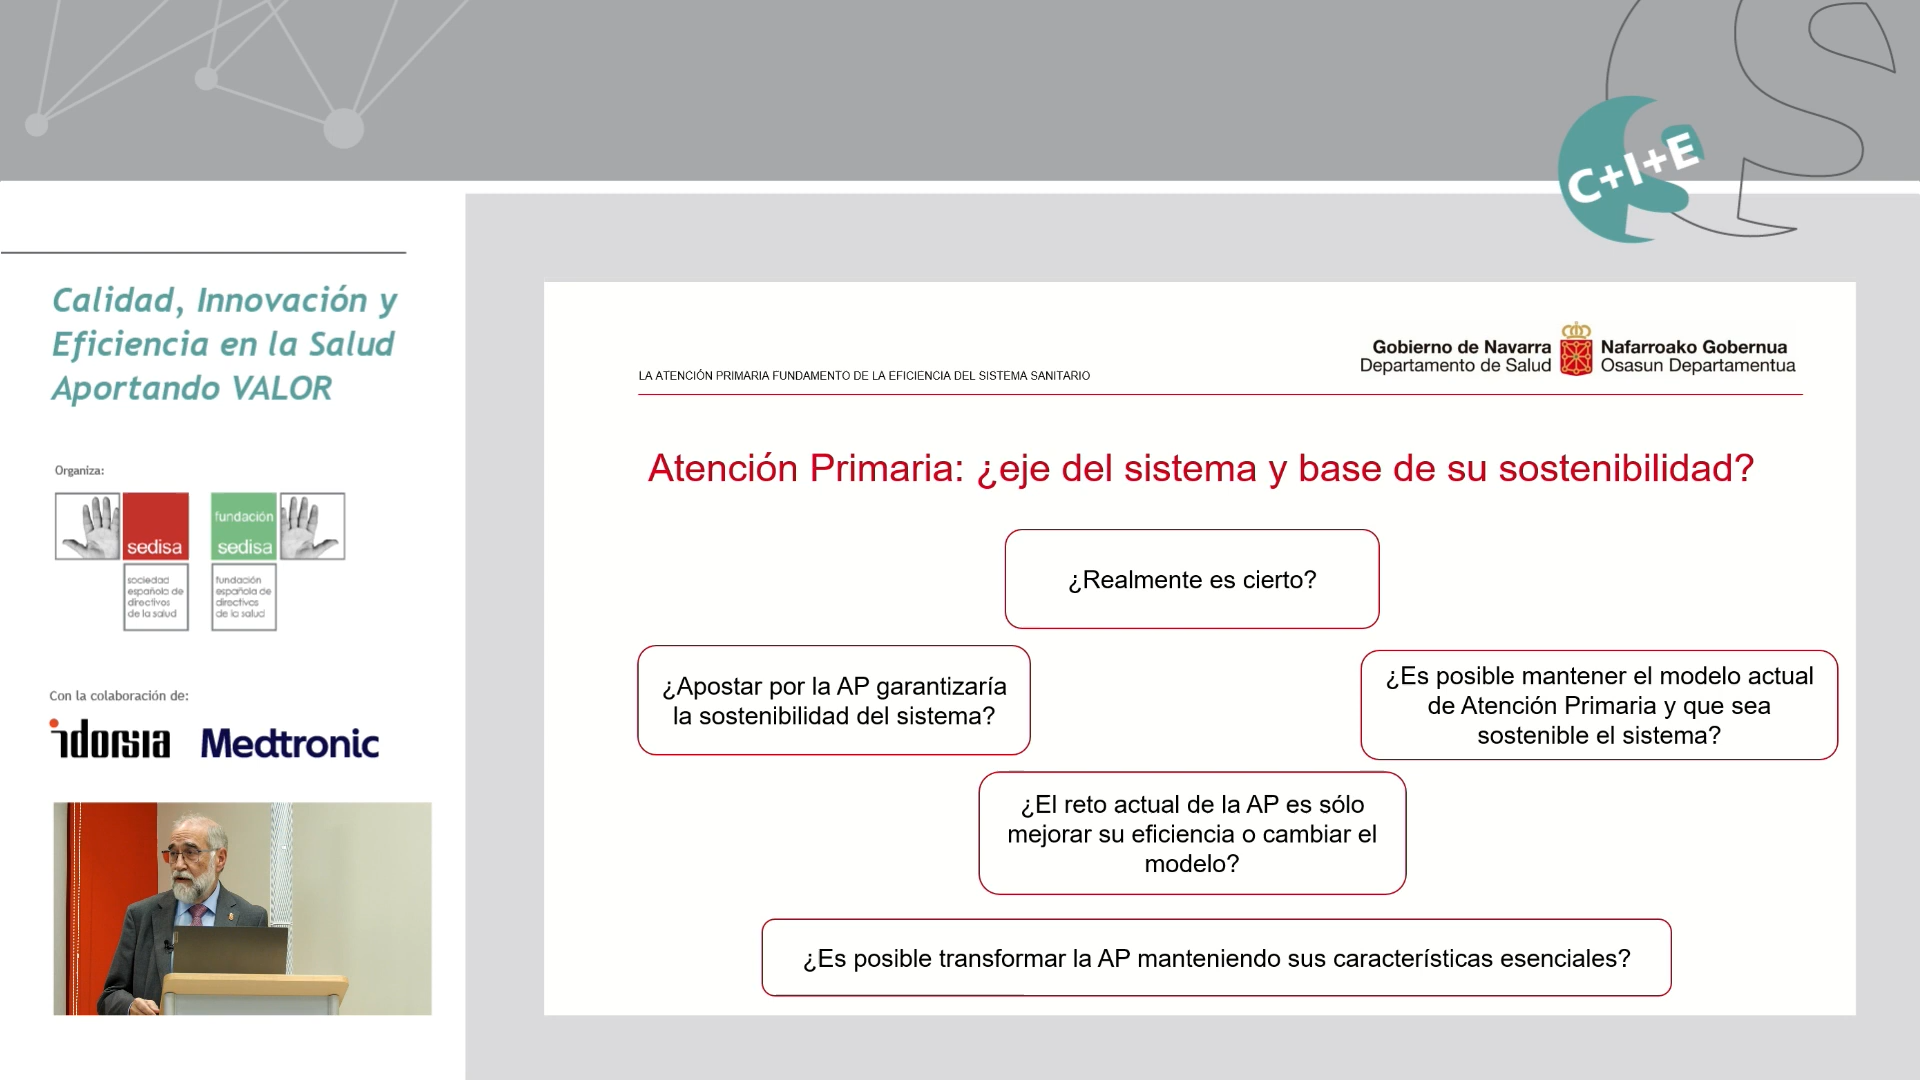 C+I+E
Calidad, Innovación y
Eficiencia en la Salud
Aportando VALOR
Organiza:
sedisa
sociedad
española de
directivos
de la salud
fundación
sedisa
fundación
española de
directivos
de la salud
Con la colaboración de:
idorsia
Medtronic
LA ATENCIÓN PRIMARIA FUNDAMENTO DE LA EFICIENCIA DEL SISTEMA SANITARIO
Gobierno de Navarra
Departamento de Salud
Nafarroako Gobernua
Osasun Departamentua
Atención Primaria: ¿eje del sistema y base de su sostenibilidad?
¿Realmente es cierto?
¿Apostar por la AP garantizaría
la sostenibilidad del sistema?
¿Es posible mantener el modelo actual
de Atención Primaria y que sea
sostenible el sistema?
¿El reto actual de la AP es sólo
mejorar su eficiencia o cambiar el
modelo?
¿Es posible transformar la AP manteniendo sus características esenciales?